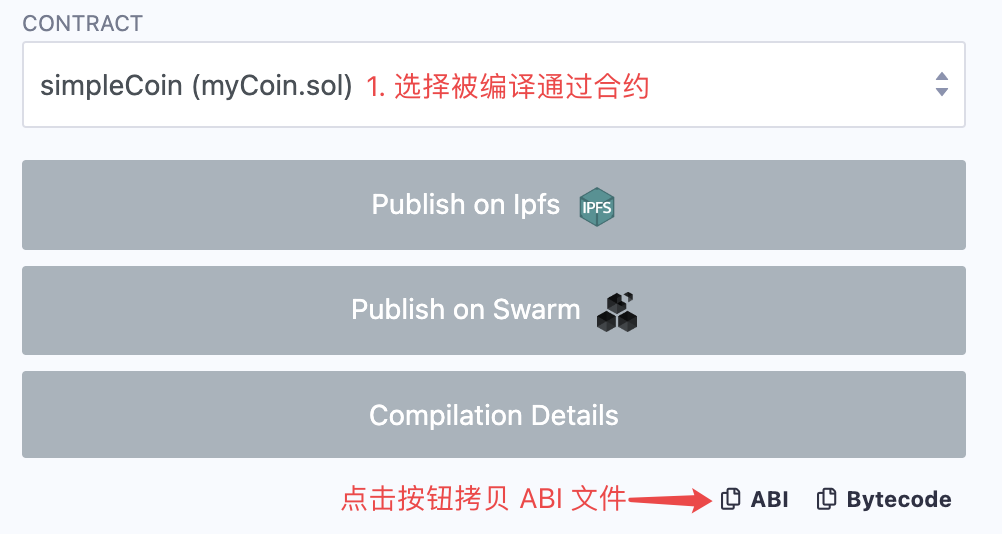 CONTRACT
simpleCoin (myCoin.sol) 1. 选择被编译通过合约
Publish on Ipfs IPFS
Publish on Swarm
Compilation Details
点击按钮拷贝 ABI 文件 ABI Bytecode